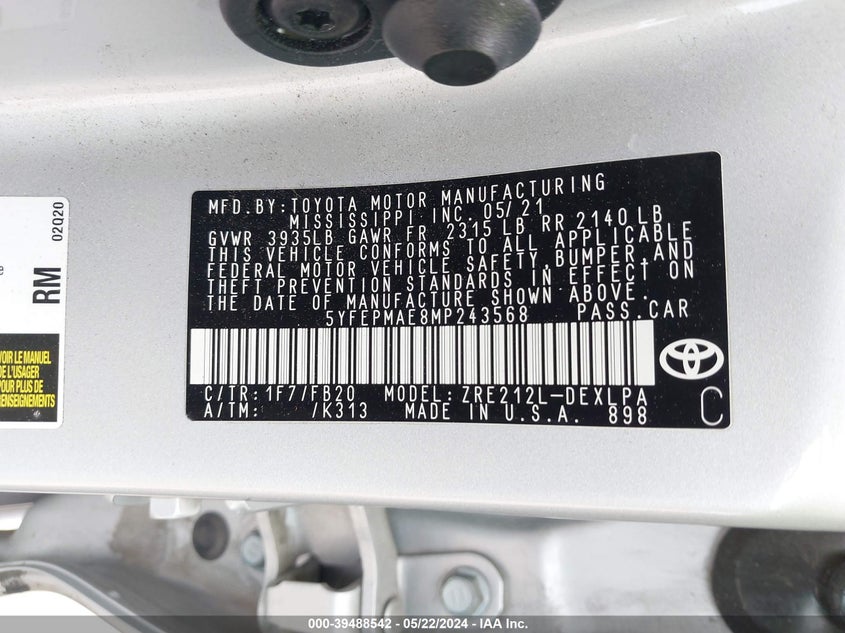 MFD.BY:TOYOTA MOTOR MANUFACTURING
MISSISSIPPI INC. 05/21
GVWR 3935LB GAWR FR 2315 LB RR 2140 LB
THIS VEHICLE CONFORMS TO ALL APPLICABLE
FEDERAL MOTOR VEHICLE SAFETY, BUMPER, AND
THEFT PREVENTION STANDARDS IN EFFECT ON
THE DATE OF MANUFACTURE SHOWN ABOVE.
5YFEPMAE8MP243568 PASS.CAR
C/TR: 1F7/FB20 MODEL: ZRE212L-DEXLPA
A/TM: /K313 MADE IN U.S.A. 898
C
RM
02Q20
VOIR LE MANUEL
DE L'USAGER
POUR PLUS DE
RENSEIGNEMENTS
000-39488542 / 05/22/2024 - IAA Inc.